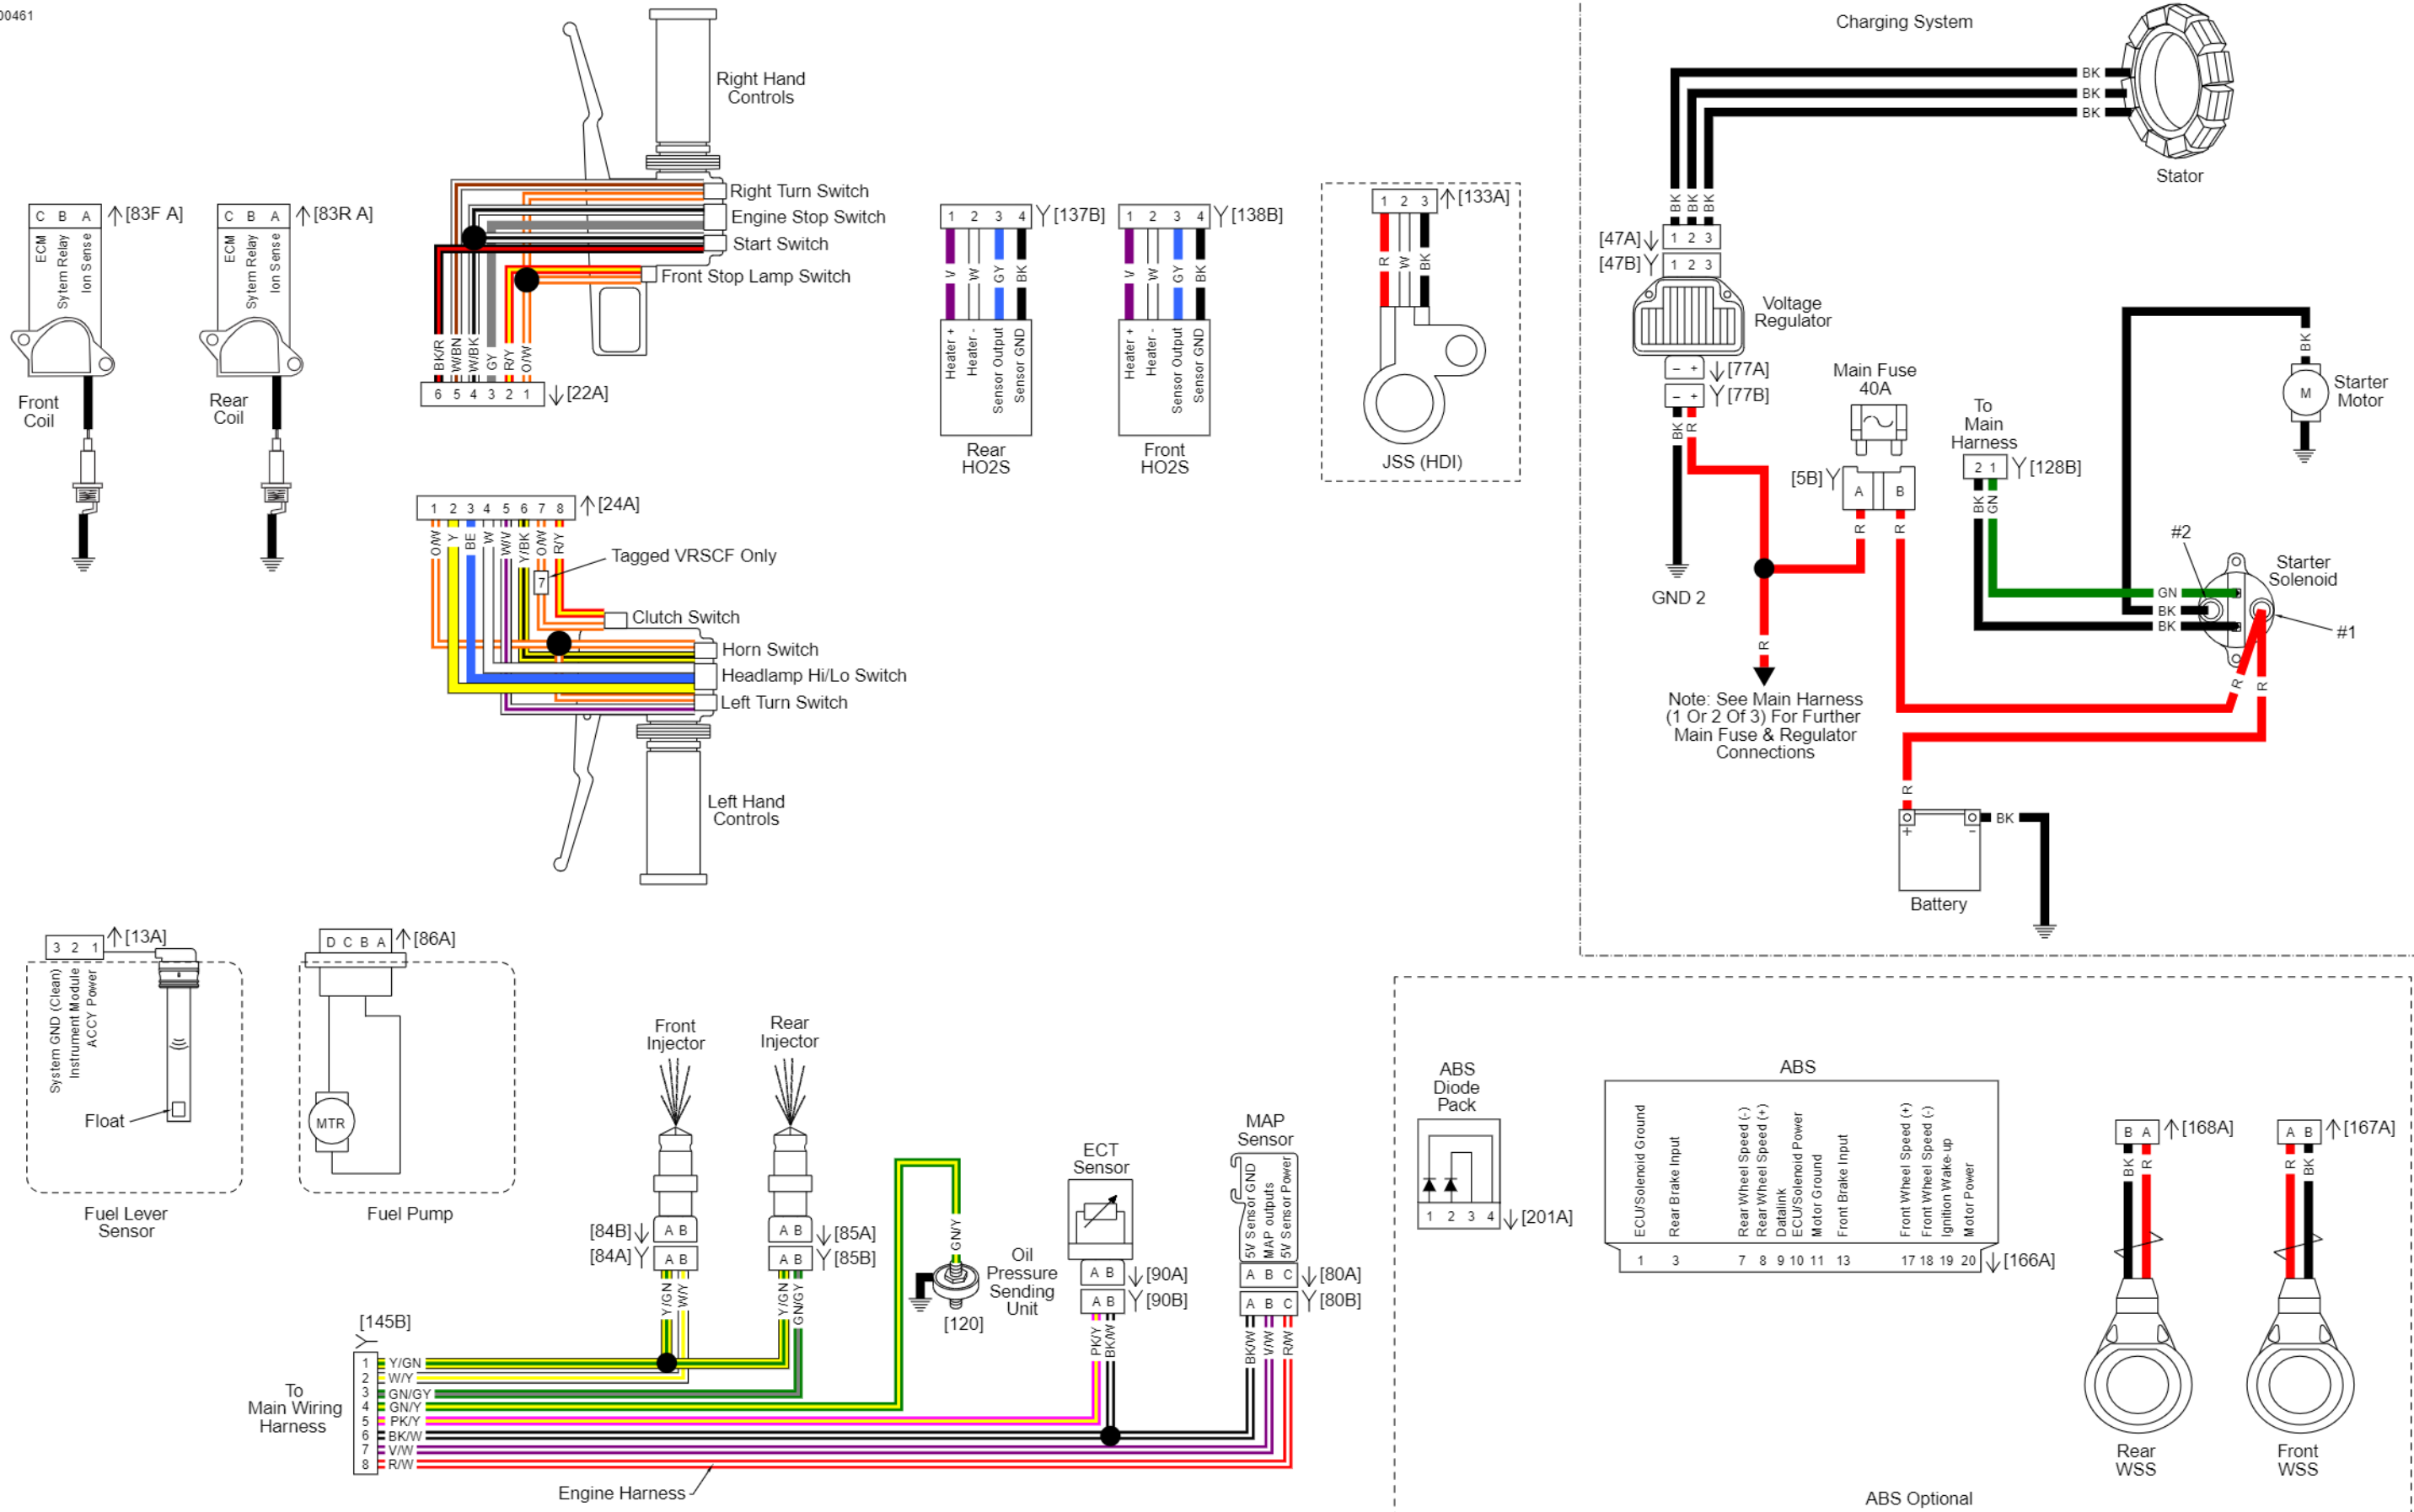 00461
Right Hand
Controls
Right Turn Switch
Engine Stop Switch
Start Switch
Front Stop Lamp Switch
BK/R
W/BN
W/BK
GY
R/Y
O/W
6 5 4 3 2 1
[22A]
C B A
[83F A]
ECM
Sytem Relay
Ion Sense
Front
Coil
C B A
[83R A]
ECM
Sytem Relay
Ion Sense
Rear
Coil
1 2 3 4
[137B]
V
W
GY
BK
Heater +
Heater -
Sensor Output
Sensor GND
Rear
HO2S
1 2 3 4
[138B]
V
W
GY
BK
Heater +
Heater -
Sensor Output
Sensor GND
Front
HO2S
1 2 3
[133A]
R
W
BK
JSS (HDI)
Charging System
BK
BK
BK
Stator
BK
BK
BK
[47A]
1 2 3
[47B]
1 2 3
Voltage
Regulator
- +
[77A]
- +
[77B]
BK
R
GND 2
Main Fuse
40A
[5B]
A
B
R
R
To
Main
Harness
2 1
[128B]
BK
GN
BK
M
Starter
Motor
#2
Starter
Solenoid
GN
BK
BK
#1
R
R
R
Note: See Main Harness
(1 Or 2 Of 3) For Further
Main Fuse & Regulator
Connections
R
+
-
BK
Battery
1 2 3 4 5 6 7 8
[24A]
O/W
Y
BE
W
W/V
Y/BK
O/W
R/Y
7
Tagged VRSCF Only
Clutch Switch
Horn Switch
Headlamp Hi/Lo Switch
Left Turn Switch
Left Hand
Controls
3 2 1
[13A]
System GND (Clean)
Instrument Module
ACCY Power
Float
Fuel Lever
Sensor
D C B A
[86A]
MTR
Fuel Pump
Front
Injector
Rear
Injector
[84B]
A B
[84A]
A B
A B
[85A]
A B
[85B]
Y/GN
W/Y
Y/GN
GN/GY
GN/Y
Oil
Pressure
Sending
Unit
[120]
ECT
Sensor
A B
[90A]
A B
[90B]
PK/Y
BK/W
MAP
Sensor
5V Sensor GND
MAP outputs
5V Sensor Power
A B C
[80A]
A B C
[80B]
BK/W
V/W
R/W
[145B]
To
Main Wiring
Harness
1 Y/GN
2 W/Y
3 GN/GY
4 GN/Y
5 PK/Y
6 BK/W
7 V/W
8 R/W
Engine Harness
ABS
Diode
Pack
1 2 3 4
[201A]
ABS
ECU/Solenoid Ground
Rear Brake Input
Rear Wheel Speed (-)
Rear Wheel Speed (+)
Datalink
ECU/Solenoid Power
Motor Ground
Front Brake Input
Front Wheel Speed (+)
Front Wheel Speed (-)
Ignition Wake-up
Motor Power
1 3 7 8 9 10 11 13 17 18 19 20
[166A]
B A
[168A]
BK
R
Rear
WSS
A B
[167A]
R
BK
Front
WSS
ABS Optional